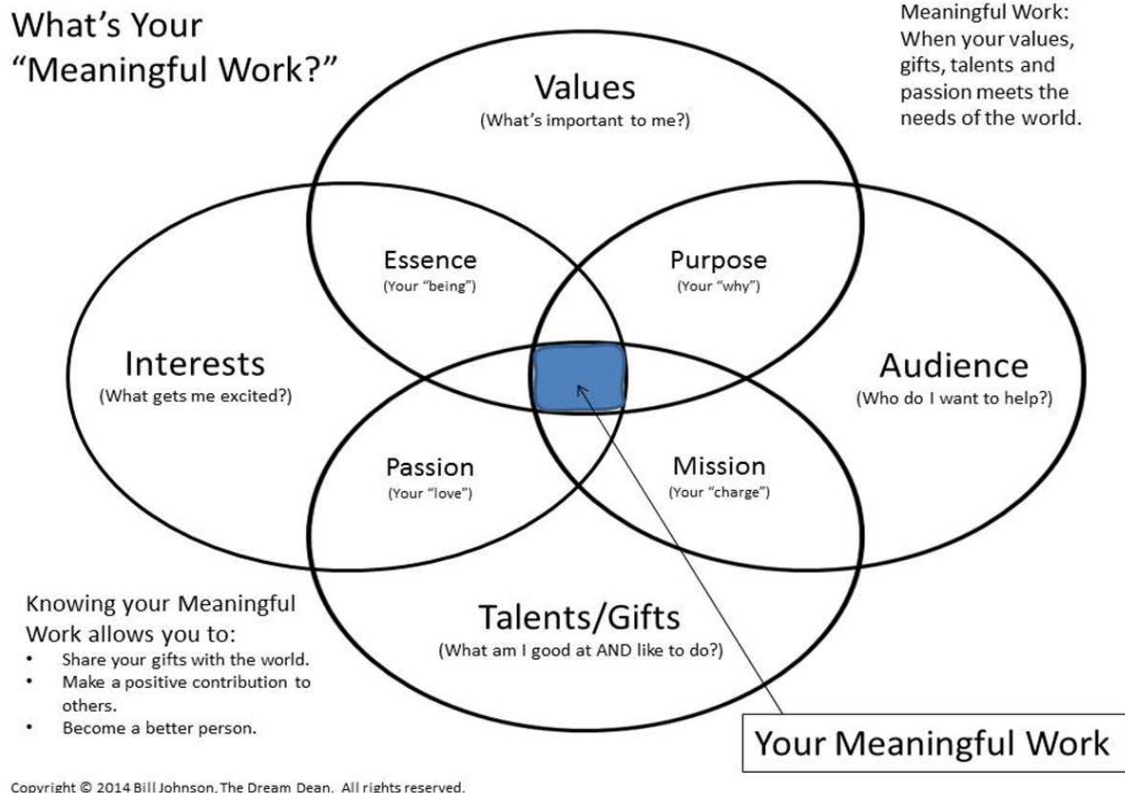 What's Your
“Meaningful Work?”
Meaningful Work:
When your values,
gifts, talents and
passion meets the
needs of the world.
Values
(What's important to me?)
Essence
(Your “being”)
Purpose
(Your “why”)
Interests
(What gets me excited?)
Audience
(Who do I want to help?)
Passion
(Your “love”)
Mission
(Your “charge”)
Talents/Gifts
(What am I good at AND like to do?)
Knowing your Meaningful
Work allows you to:
• Share your gifts with the world.
• Make a positive contribution to
others.
• Become a better person.
Your Meaningful Work
Copyright © 2014 Bill Johnson, The Dream Dean. All rights reserved.